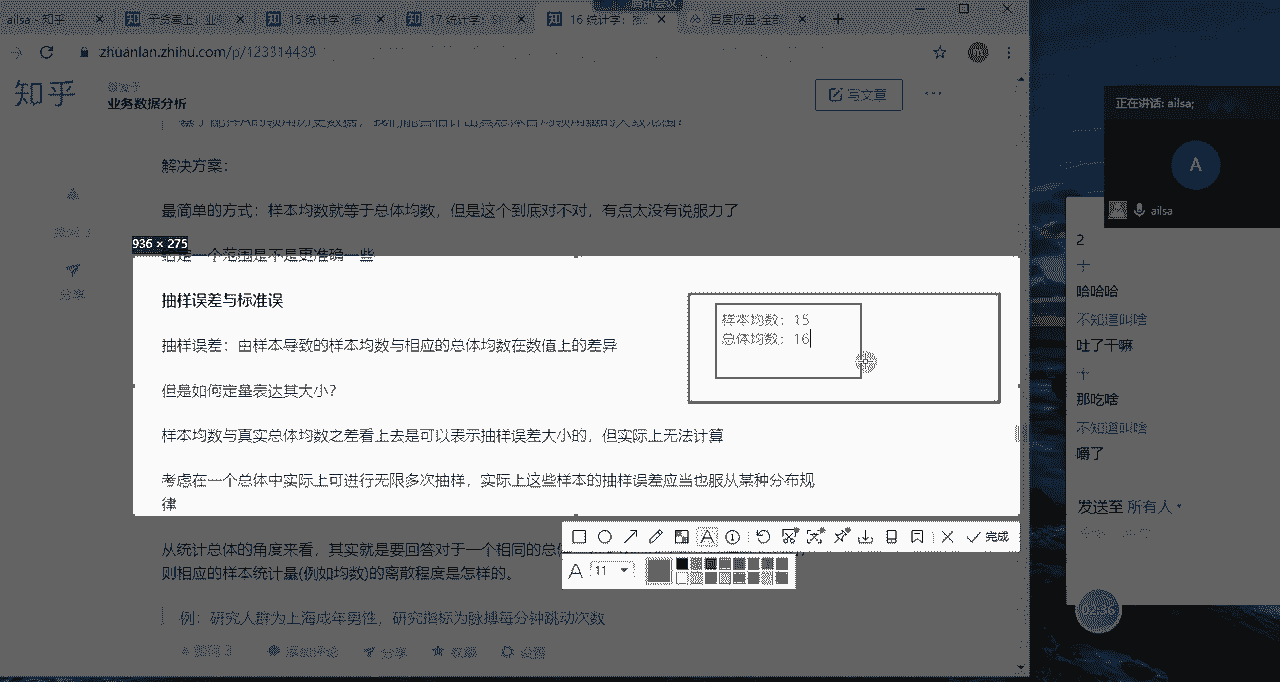 ailsa -
干货奉上：业
15 统计学：
17 统计学：
16 统计学：推
百度网盘-全部
zhuanlan.zhihu.com/p/123314439
知乎
业务数据分析
写文章
解决方案：
最简单的方式：样本均数就等于总体均数，但是这个到底对不对，有点太没有说服力了
936 × 275
给定一个范围是不是更准确一些
抽样误差与标准误
样本均数：15
总体均数：16
抽样误差：由样本导致的样本均数与相应的总体均数在数值上的差异
但是如何定量表达其大小？
样本均数与真实总体均数之差看上去是可以表示抽样误差大小的，但实际上无法计算
考虑在一个总体中实际上可进行无限多次抽样，实际上这些样本的抽样误差应当也服从某种分布规
律
完成
11
从统计总体的角度来看，其实就是要回答对于一个相同的总
则相应的样本统计量(例如均数)的离散程度是怎样的。
例：研究人群为上海成年男性，研究指标为脉搏每分钟跳动次数
分享
分享
收藏
正在讲话: ailsa;
A
ailsa
2
哈哈哈
不知道叫啥
吐了干嘛
那吃啥
不知道叫啥
嚼了
发送至 所有人
02:36